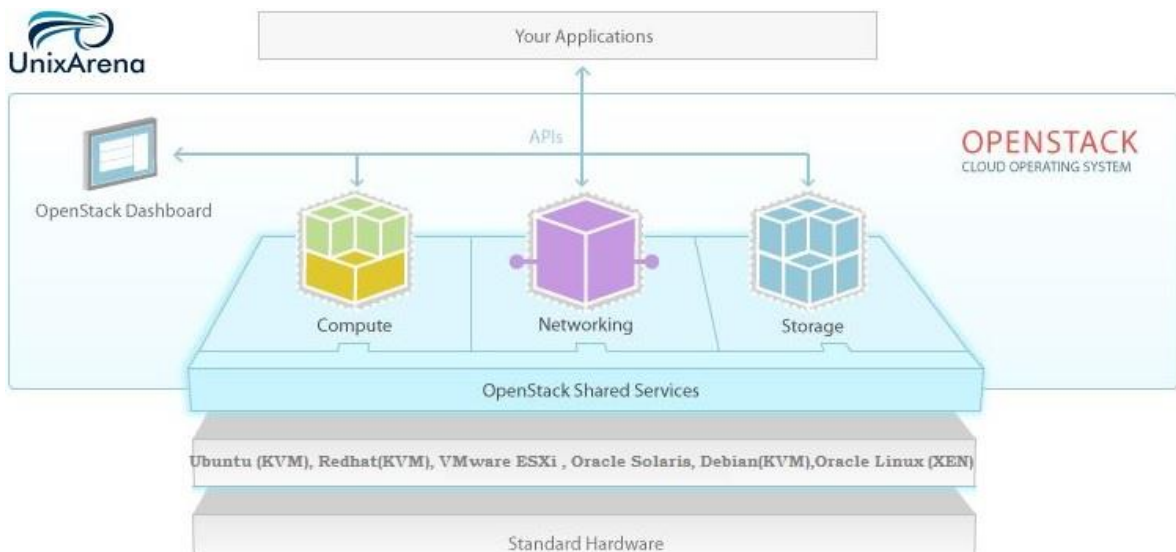 UnixArena
Your Applications
APIs
OPENSTACK
CLOUD OPERATING SYSTEM
OpenStack Dashboard
Compute
Networking
Storage
OpenStack Shared Services
Ubuntu (KVM), Redhat(KVM), VMware ESXi , Oracle Solaris, Debian(KVM),Oracle Linux (XEN)
Standard Hardware